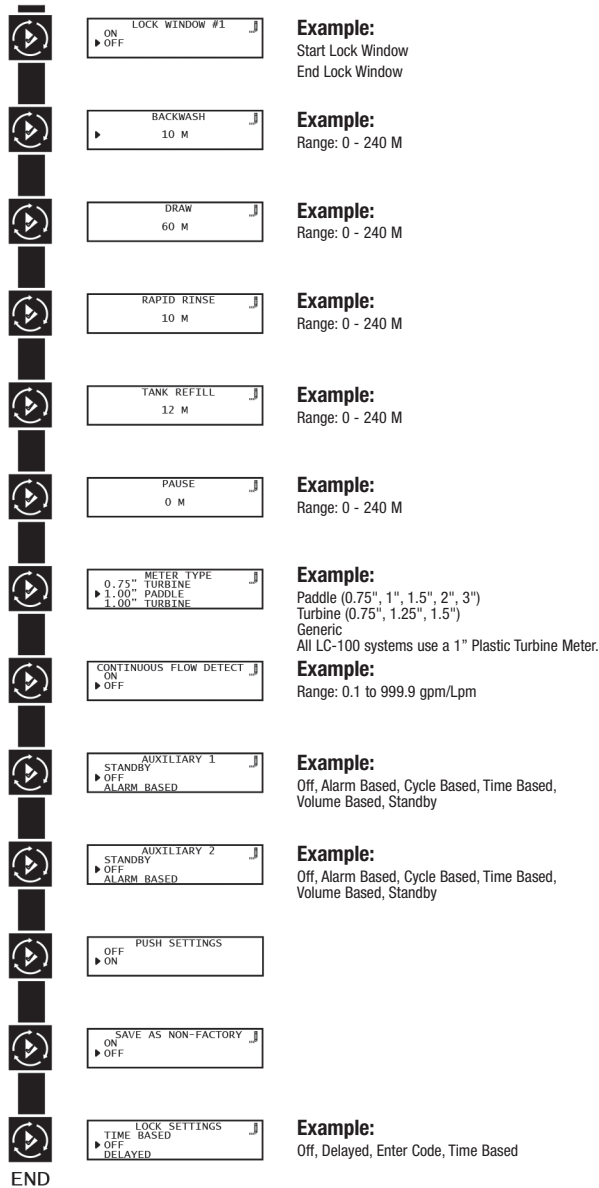 LOCK WINDOW #1
ON
OFF
Example:
Start Lock Window
End Lock Window
BACKWASH
10 M
Example:
Range: 0 - 240 M
DRAW
60 M
Example:
Range: 0 - 240 M
RAPID RINSE
10 M
Example:
Range: 0 - 240 M
TANK REFILL
12 M
Example:
Range: 0 - 240 M
PAUSE
0 M
Example:
Range: 0 - 240 M
METER TYPE
0.75" TURBINE
1.00" PADDLE
1.00" TURBINE
Example:
Paddle (0.75", 1", 1.5", 2", 3")
Turbine (0.75", 1.25", 1.5")
Generic
All LC-100 systems use a 1” Plastic Turbine Meter.
CONTINUOUS FLOW DETECT
ON
OFF
Example:
Range: 0.1 to 999.9 gpm/Lpm
AUXILIARY 1
STANDBY
OFF
ALARM BASED
Example:
Off, Alarm Based, Cycle Based, Time Based,
Volume Based, Standby
AUXILIARY 2
STANDBY
OFF
ALARM BASED
Example:
Off, Alarm Based, Cycle Based, Time Based,
Volume Based, Standby
PUSH SETTINGS
OFF
ON
SAVE AS NON-FACTORY
ON
OFF
LOCK SETTINGS
TIME BASED
OFF
DELAYED
Example:
Off, Delayed, Enter Code, Time Based
END